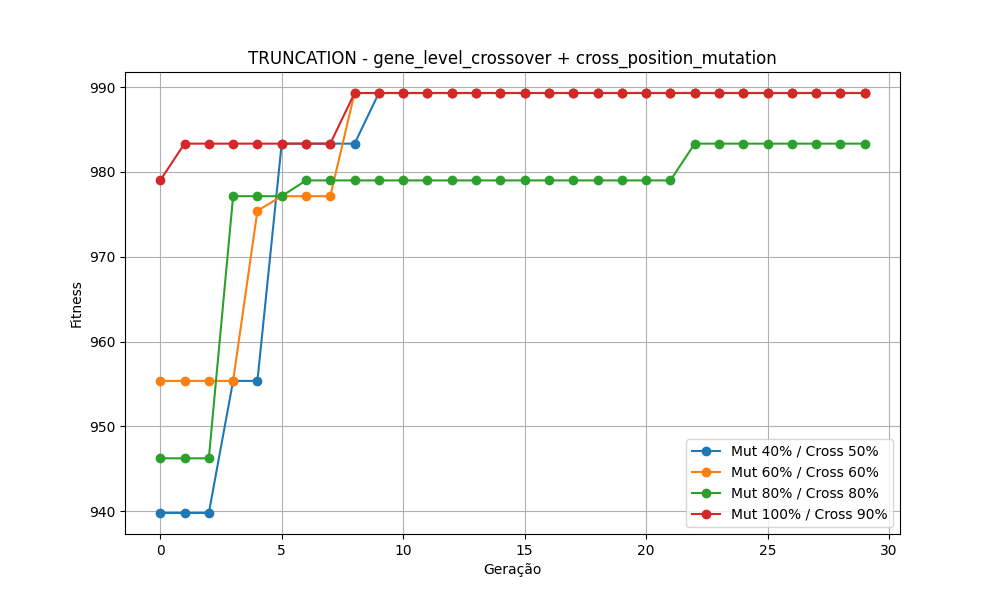 TRUNCATION - gene_level_crossover + cross_position_mutation
990
980
970
960
950
940
Fitness
0 5 10 15 20 25 30
Geração
Mut 40% / Cross 50%
Mut 60% / Cross 60%
Mut 80% / Cross 80%
Mut 100% / Cross 90%